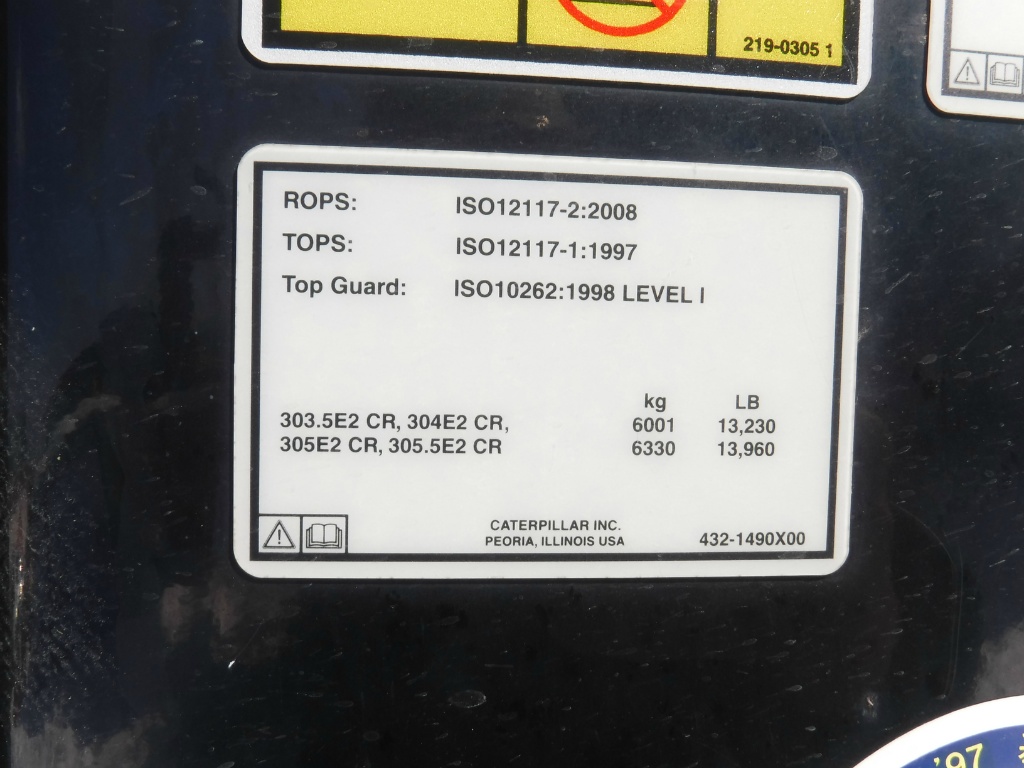 219-0305 1
ROPS: ISO12117-2:2008
TOPS: ISO12117-1:1997
Top Guard: ISO10262:1998 LEVEL I
kg LB
303.5E2 CR, 304E2 CR, 6001 13,230
305E2 CR, 305.5E2 CR 6330 13,960
CATERPILLAR INC.
PEORIA, ILLINOIS USA
432-1490X00
'97